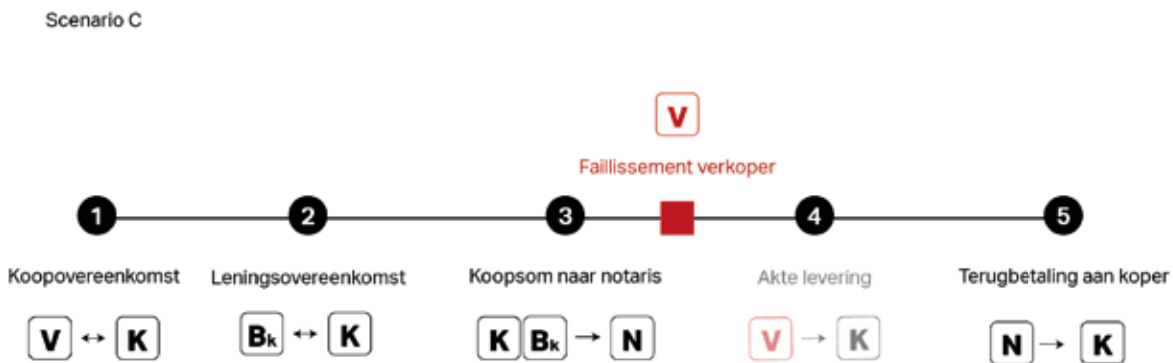 Scenario C
V
Faillissement verkoper
1 2 3 4 5
Koopovereenkomst Leningsovereenkomst Koopsom naar notaris Akte levering Terugbetaling aan koper
V ↔ K Bk ↔ K K Bk → N V → K N → K